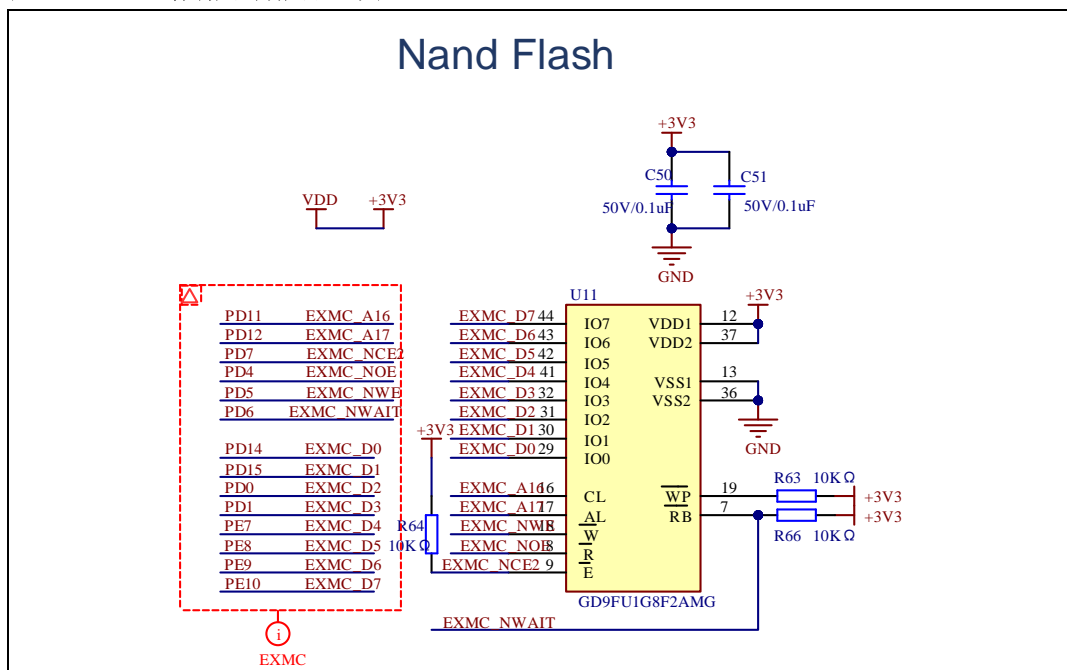 Nand Flash
+3V3
C50
C51
50V/0.1uF
50V/0.1uF
GND
VDD
+3V3
PD11 EXMC_A16
PD12 EXMC_A17
PD7 EXMC_NCE2
PD4 EXMC_NOE
PD5 EXMC_NWE
PD6 EXMC_NWAIT
PD14 EXMC_D0
PD15 EXMC_D1
PD0 EXMC_D2
PD1 EXMC_D3
PE7 EXMC_D4
PE8 EXMC_D5
PE9 EXMC_D6
PE10 EXMC_D7
i
EXMC
U11
EXMC_D7 44 IO7
EXMC_D6 43 IO6
EXMC_D5 42 IO5
EXMC_D4 41 IO4
EXMC_D3 32 IO3
EXMC_D2 31 IO2
EXMC_D1 30 IO1
EXMC_D0 29 IO0
+3V3
R64
10KΩ
EXMC_A16 16 CL
EXMC_A17 17 AL
EXMC_NWE 18 W
EXMC_NOE 8 R
EXMC_NCE2 9 E
VDD1 12
VDD2 37
+3V3
VSS1 13
VSS2 36
GND
WP 19 R63 10KΩ +3V3
RB 7 R66 10KΩ +3V3
GD9FU1G8F2AMG
EXMC_NWAIT